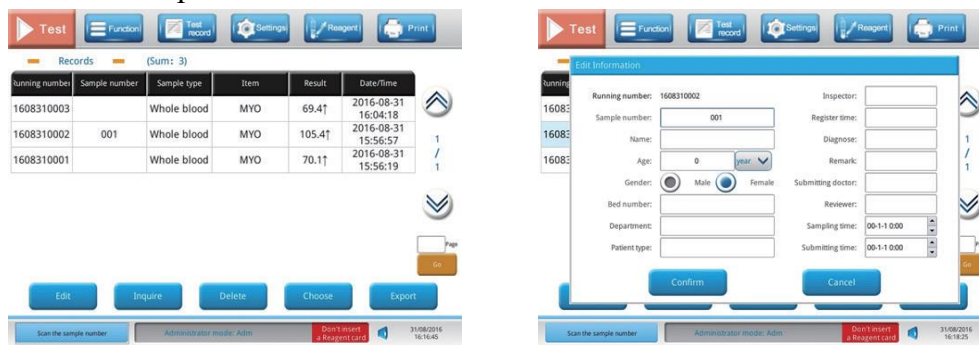 Test
Function
Test record
Settings
Reagent
Print
Records (Sum: 3)
Running number Sample number Sample type Item Result Date/Time
1608310003 Whole blood MYO 69.4↑ 2016-08-31 16:04:18
1608310002 001 Whole blood MYO 105.4↑ 2016-08-31 15:56:57
1608310001 Whole blood MYO 70.1↑ 2016-08-31 15:56:19
1
/
1
Page
Go
Edit Inquire Delete Choose Export
Scan the sample number Administrator mode: Adm Don't insert a Reagent card 31/08/2016 16:16:45
Test
Function
Test record
Settings
Reagent
Print
Edit Information
Running number: 1608310002 Inspector:
Sample number: 001 Register time:
Name: Diagnose:
Age: 0 year Remark:
Gender: Male Female Submitting doctor:
Bed number: Reviewer:
Department: Sampling time: 00-1-1 0:00
Patient type: Submitting time: 00-1-1 0:00
Confirm Cancel
1608
1608
1608
1
/
1
Scan the sample number Administrator mode: Adm Don't insert a Reagent card 31/08/2016 16:18:25